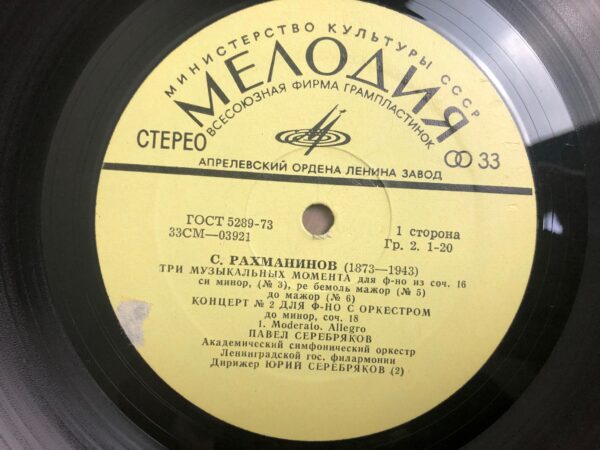 МИНИСТЕРСТВО КУЛЬТУРЫ СССР
МЕЛОДИЯ
ВСЕСОЮЗНАЯ ФИРМА ГРАМПЛАСТИНОК
СТЕРЕО
33
АПРЕЛЕВСКИЙ ОРДЕНА ЛЕНИНА ЗАВОД
ГОСТ 5289-73
33СМ—03921
1 сторона
Гр. 2. 1-20
С. РАХМАНИНОВ (1873—1943)
ТРИ МУЗЫКАЛЬНЫХ МОМЕНТА для ф-но из соч. 16
си минор, (№ 3), ре бемоль мажор (№ 5)
до мажор (№ 6)
КОНЦЕРТ № 2 ДЛЯ Ф-НО С ОРКЕСТРОМ
до минор, соч. 18
1. Moderato. Allegro
ПАВЕЛ СЕРЕБРЯКОВ
Академический симфонический оркестр
Ленинградской гос. филармонии
Дирижер ЮРИЙ СЕРЕБРЯКОВ (2)